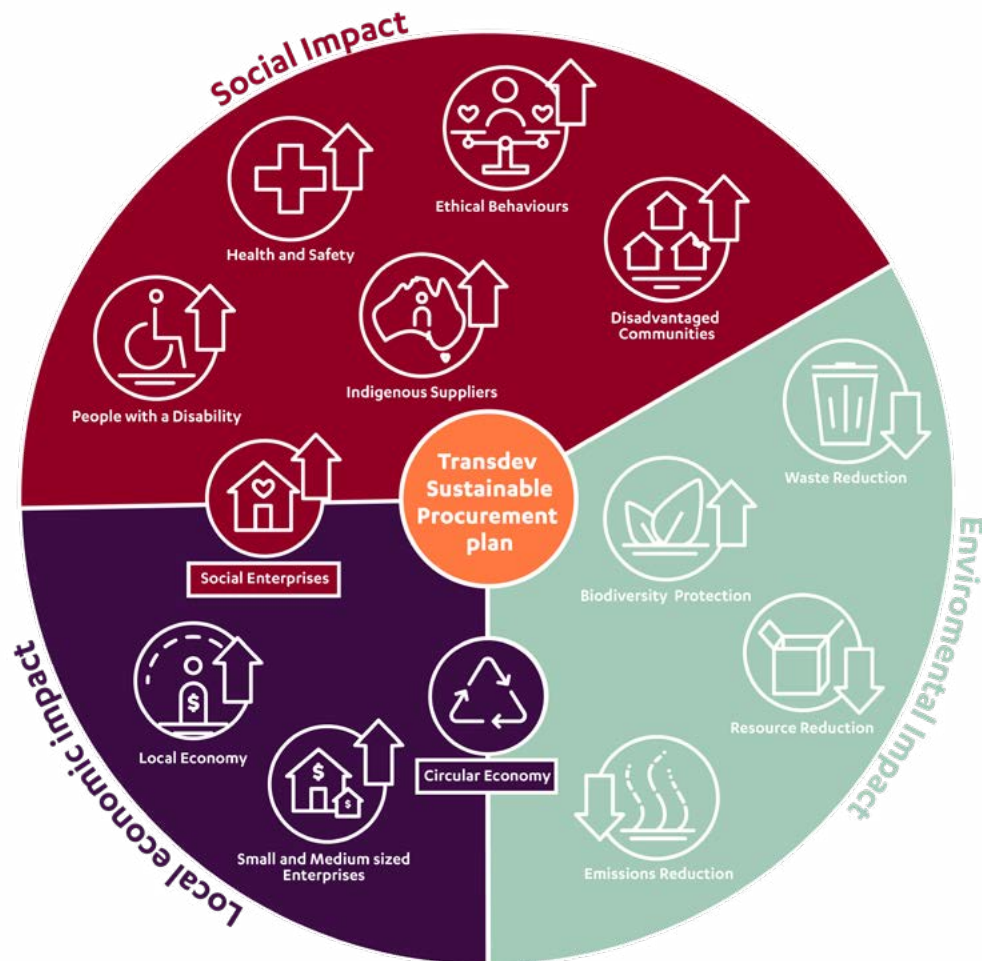 Social Impact
Ethical Behaviours
Health and Safety
Disadvantaged
Communities
People with a Disability
Indigenous Suppliers
Transdev
Sustainable
Procurement
plan
Waste Reduction
Social Enterprises
Biodiversity Protection
Enviromental Impact
Local economic impact
$
Local Economy
Resource Reduction
Circular Economy
$
$
Small and Medium sized
Enterprises
Emissions Reduction